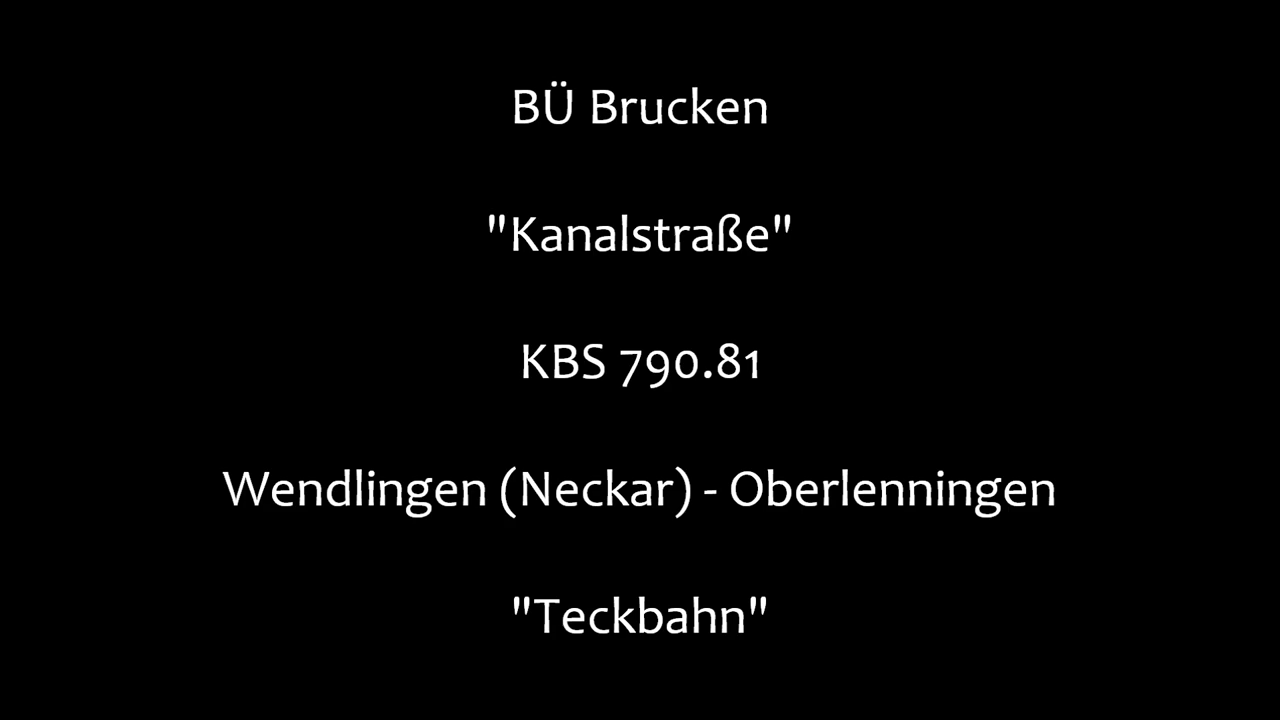 BÜ Brucken
"Kanalstraße"
KBS 790.81
Wendlingen (Neckar) - Oberlenningen
"Teckbahn"